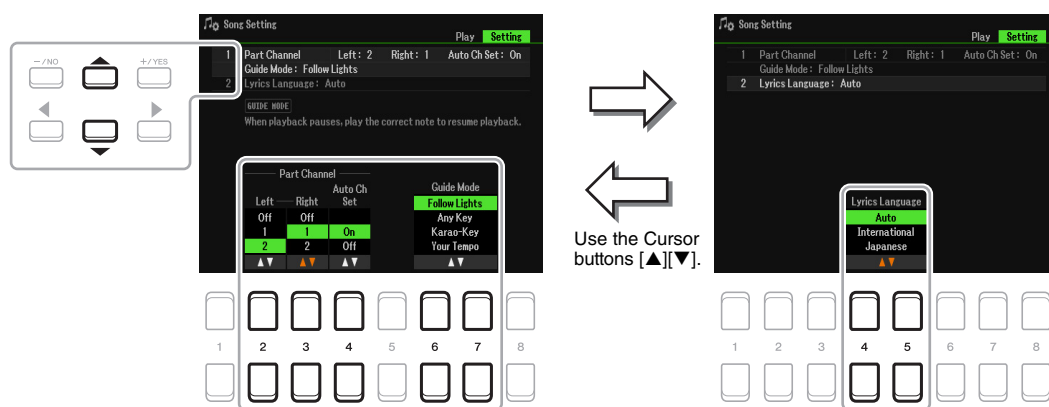 Song Setting
Play Setting
-/NO +/YES
1 Part Channel Left : 2 Right : 1 Auto Ch Set : On
Guide Mode : Follow Lights
2 Lyrics Language : Auto
GUIDE MODE
When playback pauses, play the correct note to resume playback.
Part Channel
Left Right Auto Ch Set
Off Off
1 1 On
2 2 Off
▲▼ ▲▼ ▲▼
Guide Mode
Follow Lights
Any Key
Karao-Key
Your Tempo
▲▼
1 2 3 4 5 6 7 8
Use the Cursor
buttons [▲][▼].
Song Setting
Play Setting
1 Part Channel Left : 2 Right : 1 Auto Ch Set : On
Guide Mode : Follow Lights
2 Lyrics Language : Auto
Lyrics Language
Auto
International
Japanese
▲▼
1 2 3 4 5 6 7 8